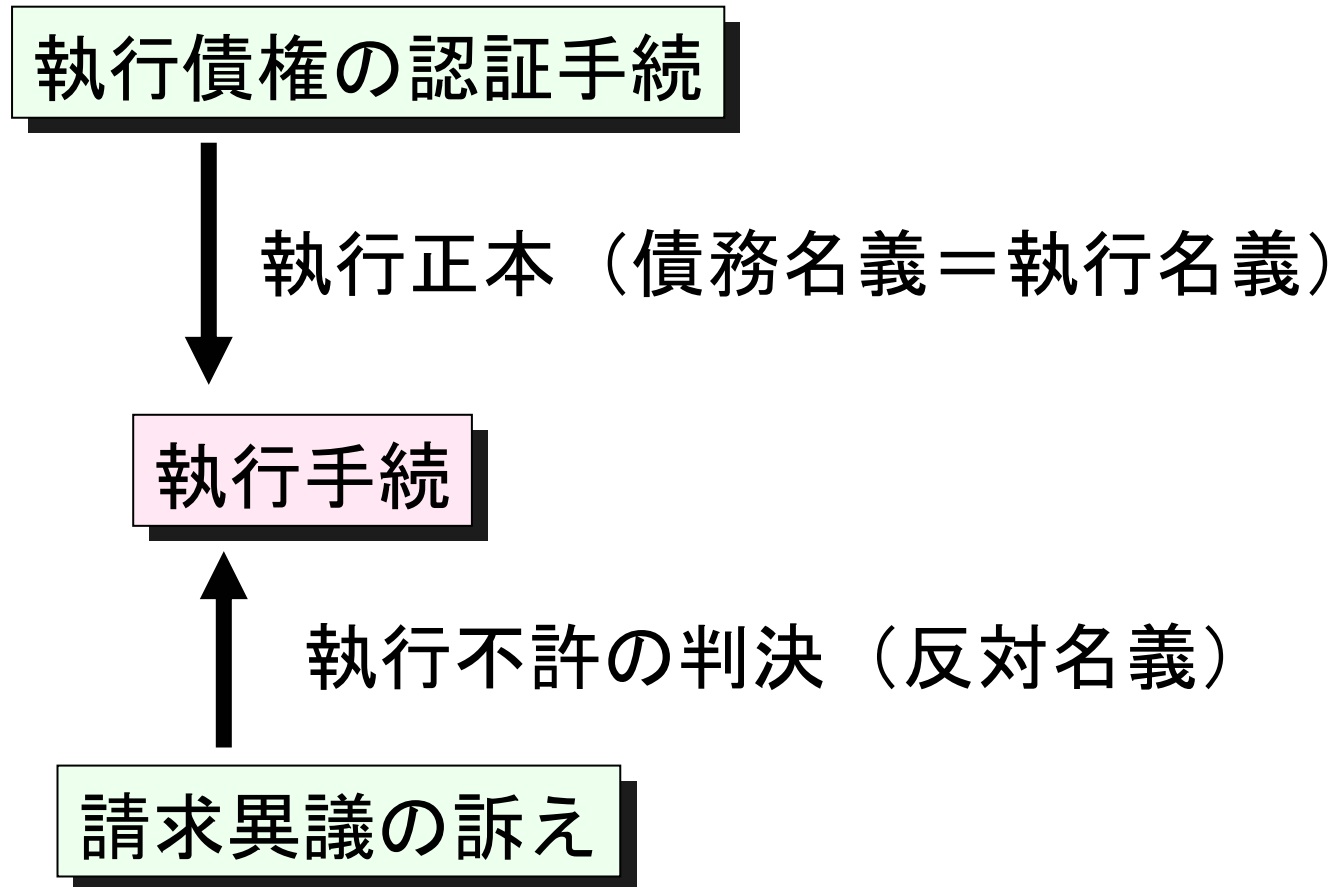 執行債権の認証手続
執行正本（債務名義＝執行名義）
執行手続
執行不許の判決（反対名義）
請求異議の訴え